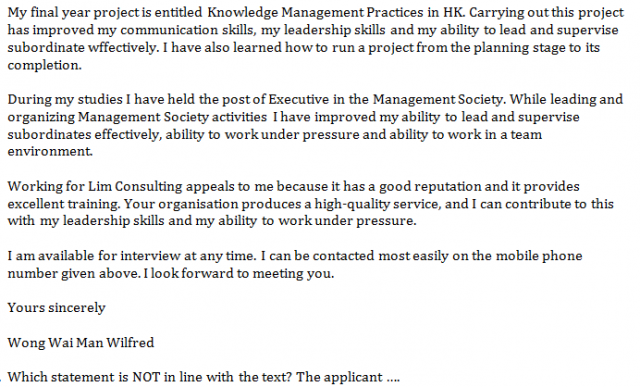 My final year project is entitled Knowledge Management Practices in HK. Carrying out this project
has improved my communication skills, my leadership skills and my ability to lead and supervise
subordinate wffectively. I have also learned how to run a project from the planning stage to its
completion.
During my studies I have held the post of Executive in the Management Society. While leading and
organizing Management Society activities I have improved my ability to lead and supervise
subordinates effectively, ability to work under pressure and ability to work in a team
environment.
Working for Lim Consulting appeals to me because it has a good reputation and it provides
excellent training. Your organisation produces a high-quality service, and I can contribute to this
with my leadership skills and my ability to work under pressure.
I am available for interview at any time. I can be contacted most easily on the mobile phone
number given above. I look forward to meeting you.
Yours sincerely
Wong Wai Man Wilfred
. Which statement is NOT in line with the text? The applicant ....